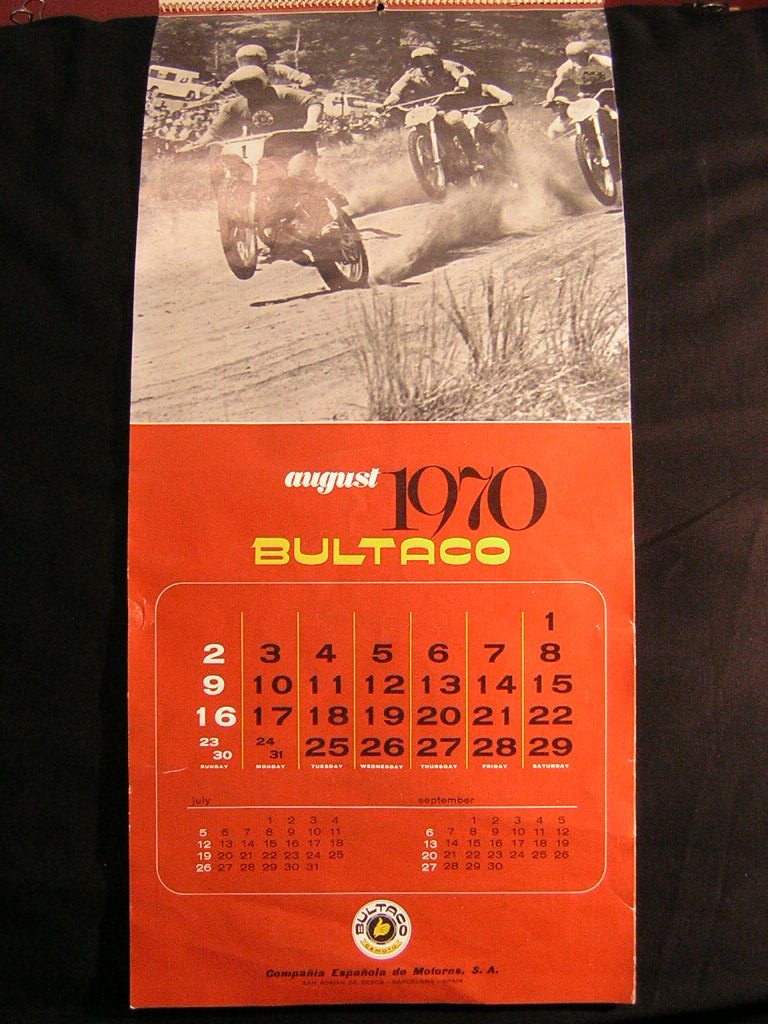 1
august 1970
BULTACO
1
2 3 4 5 6 7 8
9 10 11 12 13 14 15
16 17 18 19 20 21 22
23 30 24 31 25 26 27 28 29
SUNDAY MONDAY TUESDAY WEDNESDAY THURSDAY FRIDAY SATURDAY
july
1 2 3 4
5 6 7 8 9 10 11
12 13 14 15 16 17 18
19 20 21 22 23 24 25
26 27 28 29 30 31
september
1 2 3 4 5
6 7 8 9 10 11 12
13 14 15 16 17 18 19
20 21 22 23 24 25 26
27 28 29 30
BULTACO
CEMOTO
Compañia Española de Motores, S. A.
SAN ADRIAN DE BESOS - BARCELONA - SPAIN